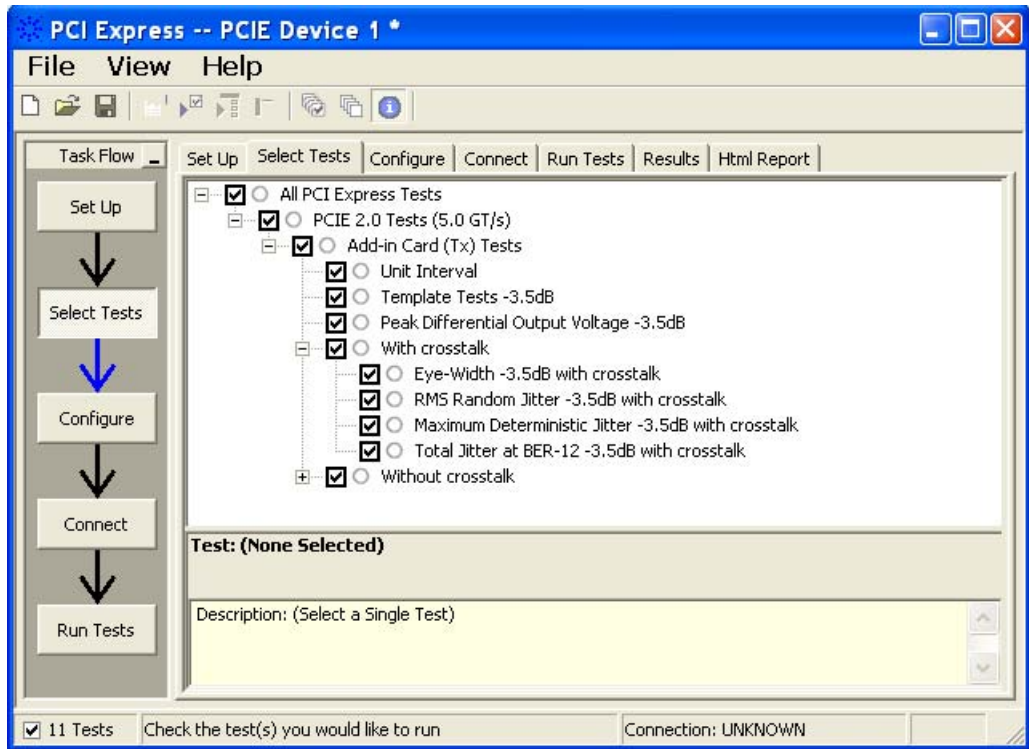 PCI Express -- PCIE Device 1 *
File View Help
Task Flow
Set Up Select Tests Configure Connect Run Tests Results Html Report
Set Up
Select Tests
Configure
Connect
Run Tests
All PCI Express Tests
PCIE 2.0 Tests (5.0 GT/s)
Add-in Card (Tx) Tests
Unit Interval
Template Tests -3.5dB
Peak Differential Output Voltage -3.5dB
With crosstalk
Eye-Width -3.5dB with crosstalk
RMS Random Jitter -3.5dB with crosstalk
Maximum Deterministic Jitter -3.5dB with crosstalk
Total Jitter at BER-12 -3.5dB with crosstalk
Without crosstalk
Test: (None Selected)
Description: (Select a Single Test)
11 Tests Check the test(s) you would like to run Connection: UNKNOWN